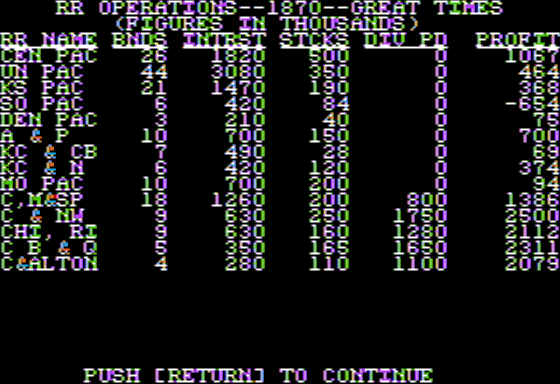 RR OPERATIONS--1870--GREAT TIMES
(FIGURES IN THOUSANDS)
RR NAME BNDS INTRST STCKS DIV PD PROFIT
CEN PAC 26 1820 500 0 1067
UN PAC 44 3080 350 0 464
KS PAC 21 1470 190 0 368
SO PAC 6 420 84 0 -654
DEN PAC 3 210 40 0 75
A & P 10 700 150 0 700
KC & CB 7 490 28 0 69
KC & N 6 420 120 0 374
MO PAC 10 700 200 0 94
C,M&SP 18 1260 200 800 1386
C & NW 9 630 250 1750 2500
CHI, RI 9 630 160 1280 2112
C B & Q 5 350 165 1650 2311
C&ALTON 4 280 110 1100 2079
PUSH [RETURN] TO CONTINUE